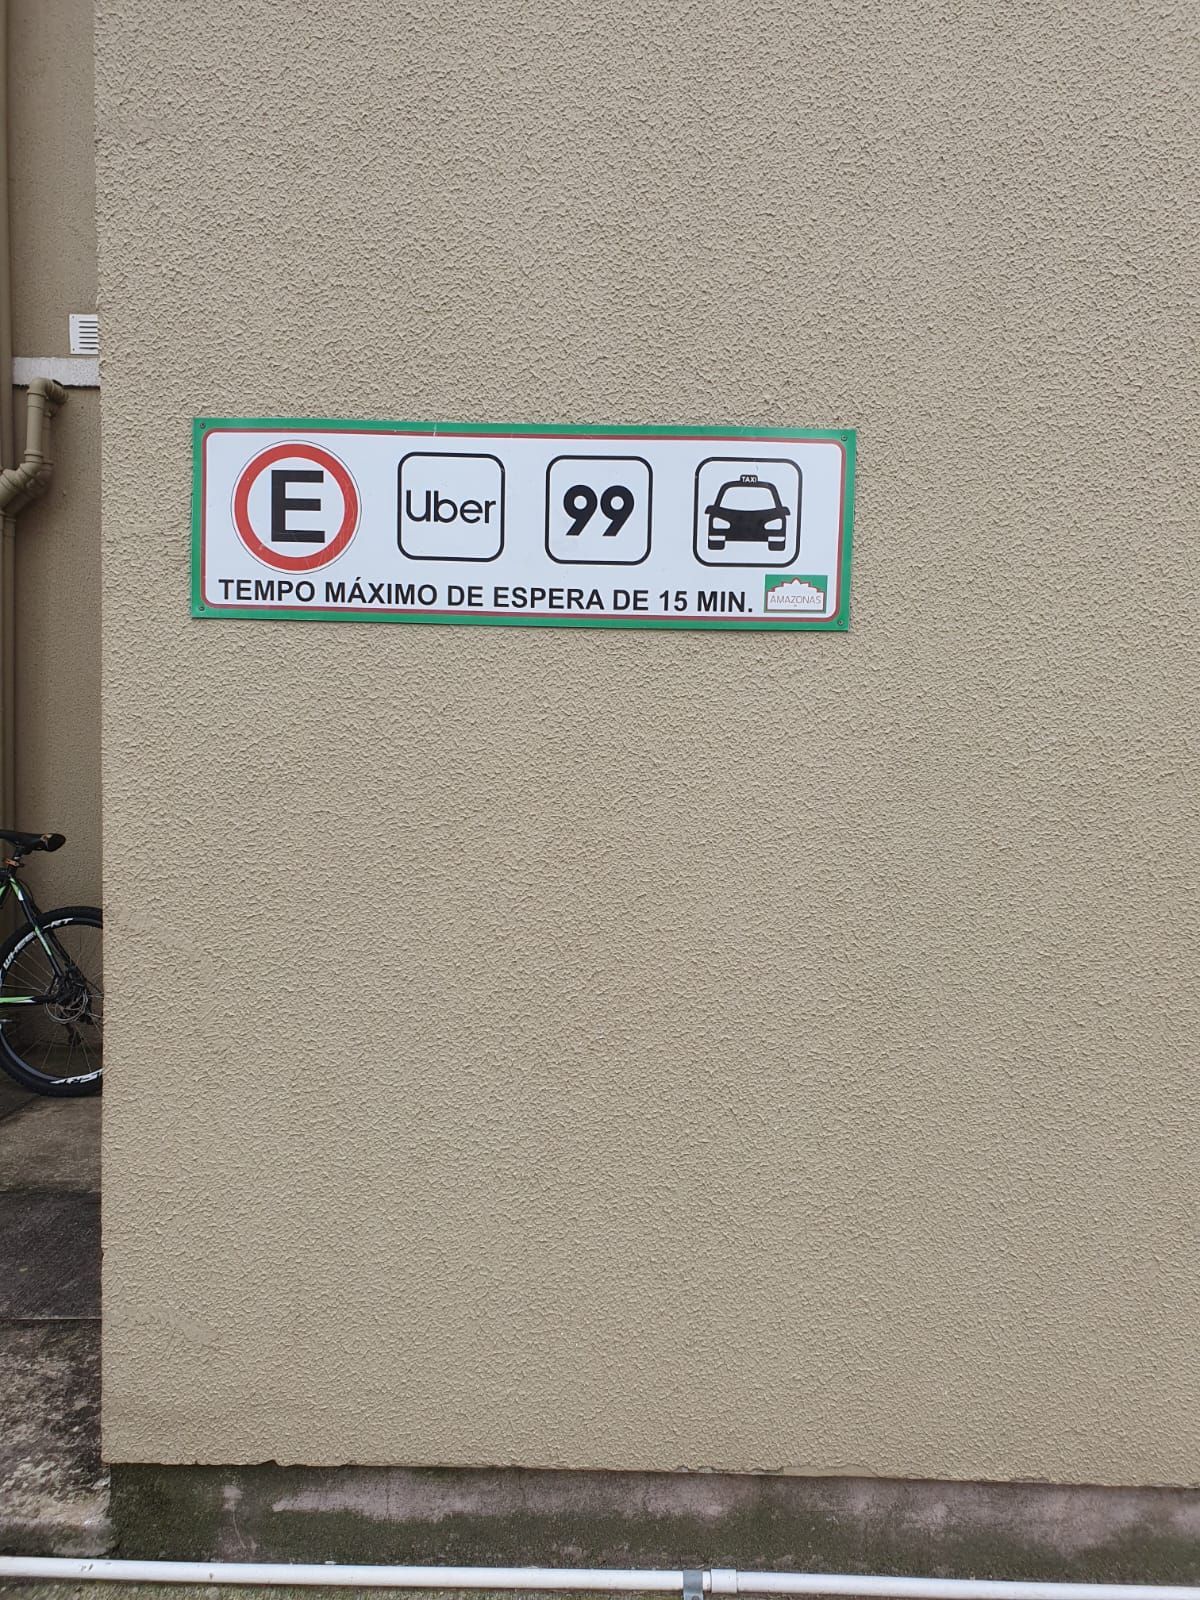 E
Uber
99
TAXI
TEMPO MÁXIMO DE ESPERA DE 15 MIN.
AMAZONAS